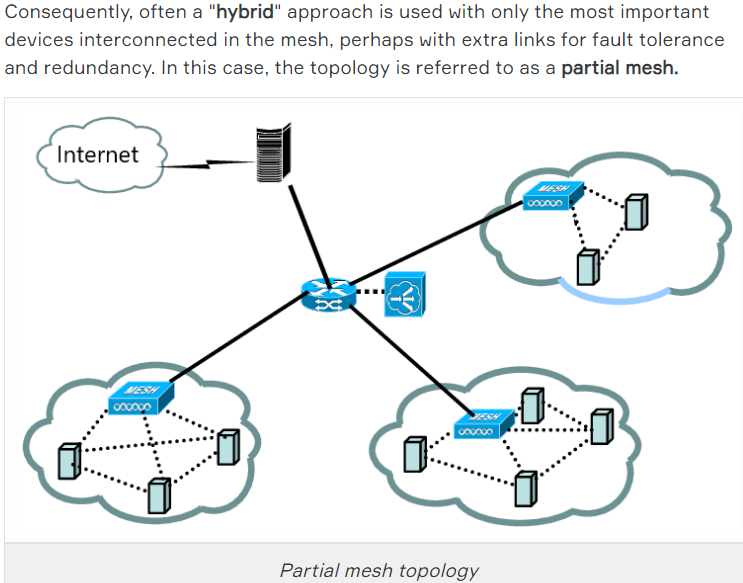 Consequently, often a "hybrid" approach is used with only the most important
devices interconnected in the mesh, perhaps with extra links for fault tolerance
and redundancy. In this case, the topology is referred to as a partial mesh.
Internet
MESH
MESH
MESH
Partial mesh topology